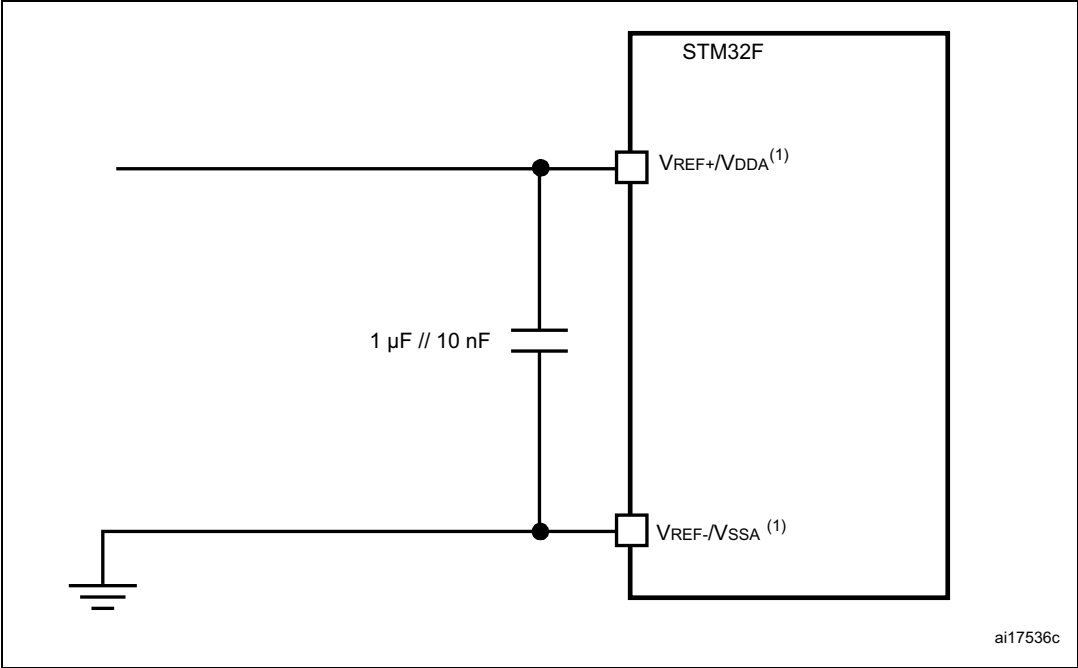 STM32F
VREF+/VDDA(1)
1 µF // 10 nF
VREF-/VSSA (1)
ai17536c